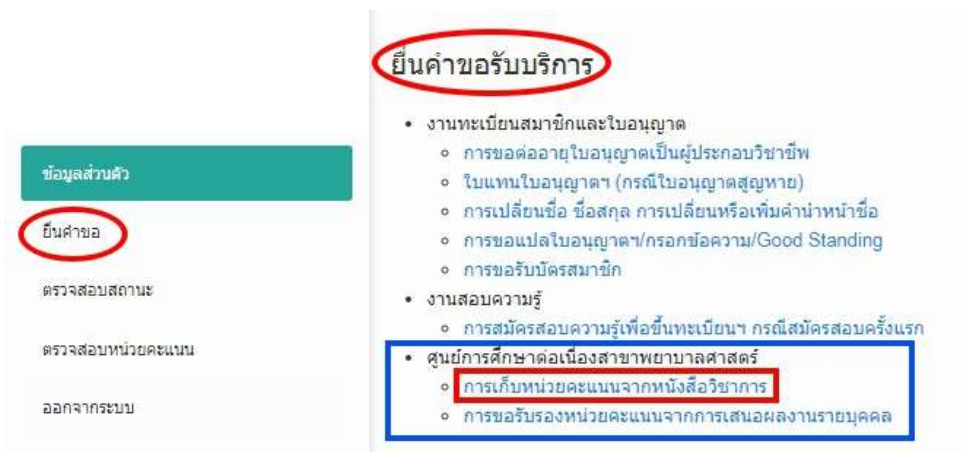 ข้อมูลส่วนตัว
ยื่นคำขอ
ตรวจสอบสถานะ
ตรวจสอบหน่วยคะแนน
ออกจากระบบ
ยื่นคำขอรับบริการ
• งานทะเบียนสมาชิกและใบอนุญาต
○ การขอต่ออายุใบอนุญาตเป็นผู้ประกอบวิชาชีพ
○ ใบแทนใบอนุญาตฯ (กรณีใบอนุญาตสูญหาย)
○ การเปลี่ยนชื่อ ชื่อสกุล การเปลี่ยนหรือเพิ่มคำนำหน้าชื่อ
○ การขอแปลใบอนุญาตฯ/กรอกข้อความ/Good Standing
○ การขอรับบัตรสมาชิก
• งานสอบความรู้
○ การสมัครสอบความรู้เพื่อขึ้นทะเบียนฯ กรณีสมัครสอบครั้งแรก
• ศูนย์การศึกษาต่อเนื่องสาขาพยาบาลศาสตร์
○ การเก็บหน่วยคะแนนจากหนังสือวิชาการ
○ การขอรับรองหน่วยคะแนนจากการเสนอผลงานรายบุคคล